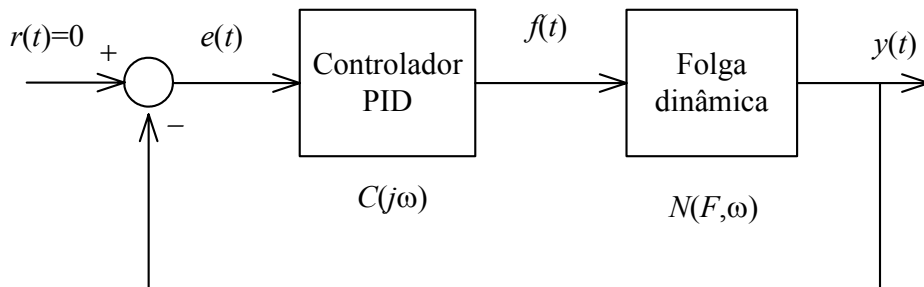 r(t)=0
+
e(t)
Controlador
PID
f(t)
Folga
dinâmica
y(t)
−
C(jω)
N(F,ω)